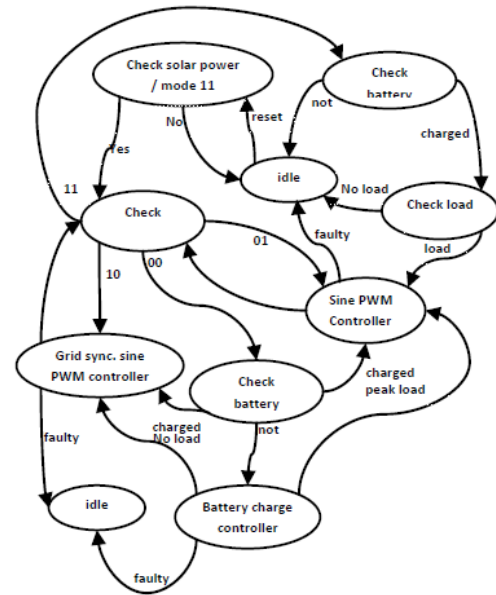 Check solar power
/ mode 11
Check
battery
not
No
reset
charged
Yes
idle
No load
Check load
11
Check
faulty
load
01
00
10
Sine PWM
Controller
Grid sync. sine
PWM controller
Check
battery
charged
peak load
charged
No load
not
faulty
idle
Battery charge
controller
faulty